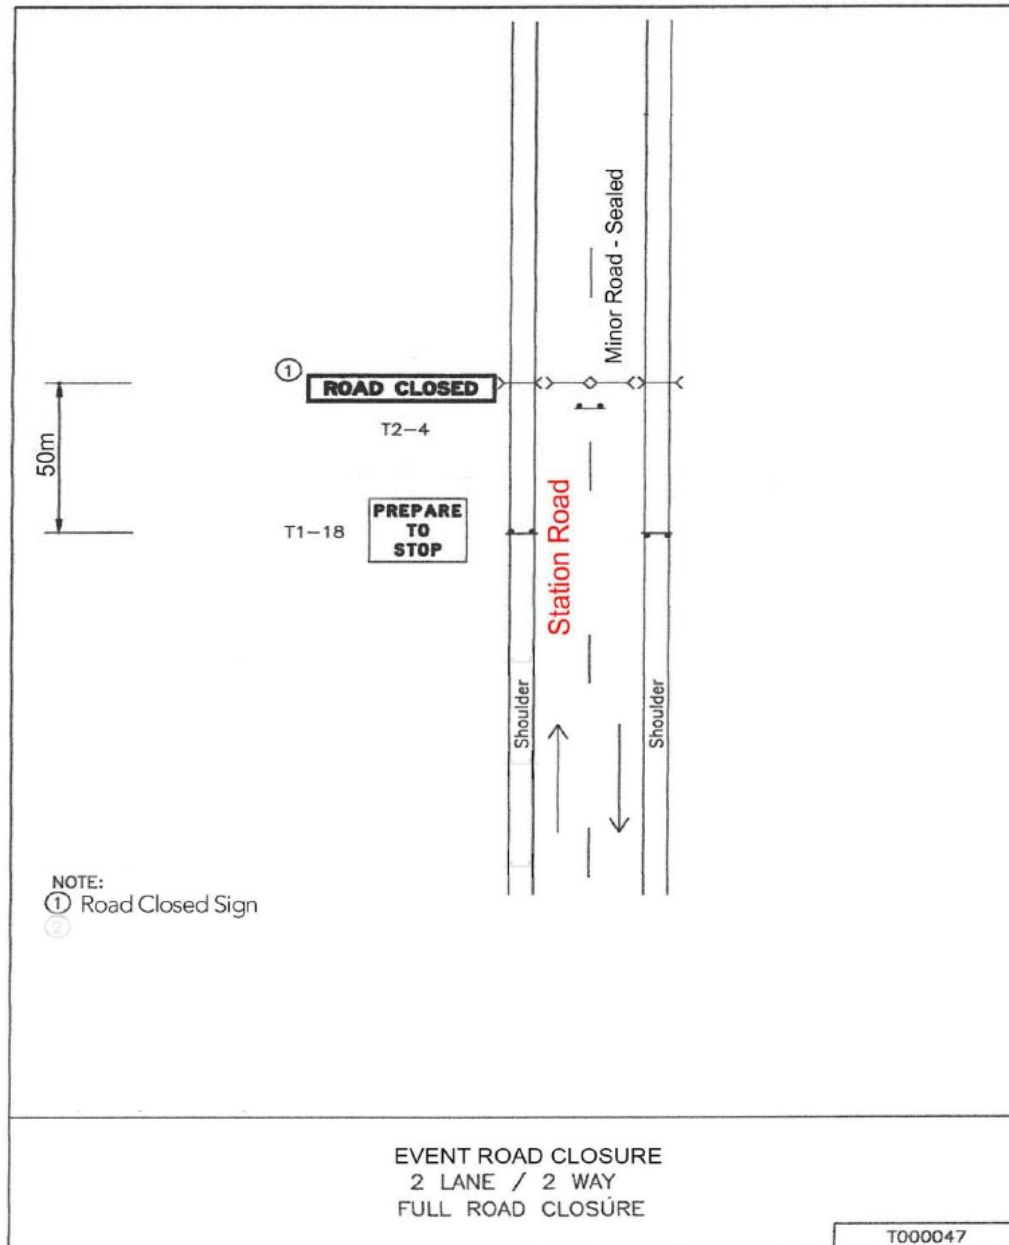 Minor Road - Sealed
①
ROAD CLOSED
T2-4
50m
T1-18
PREPARE
TO
STOP
Station Road
Shoulder
Shoulder
NOTE:
① Road Closed Sign
②
EVENT ROAD CLOSURE
2 LANE / 2 WAY
FULL ROAD CLOSURE
T000047